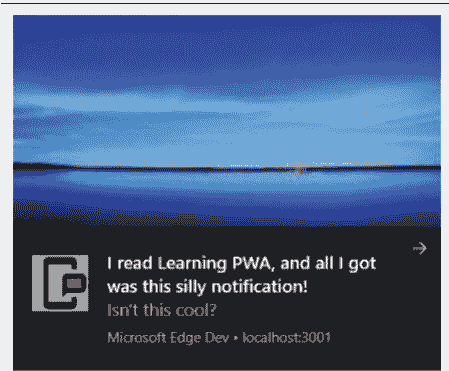 I read Learning PWA, and all I got
was this silly notification!
Isn't this cool?
Microsoft Edge Dev • localhost:3001